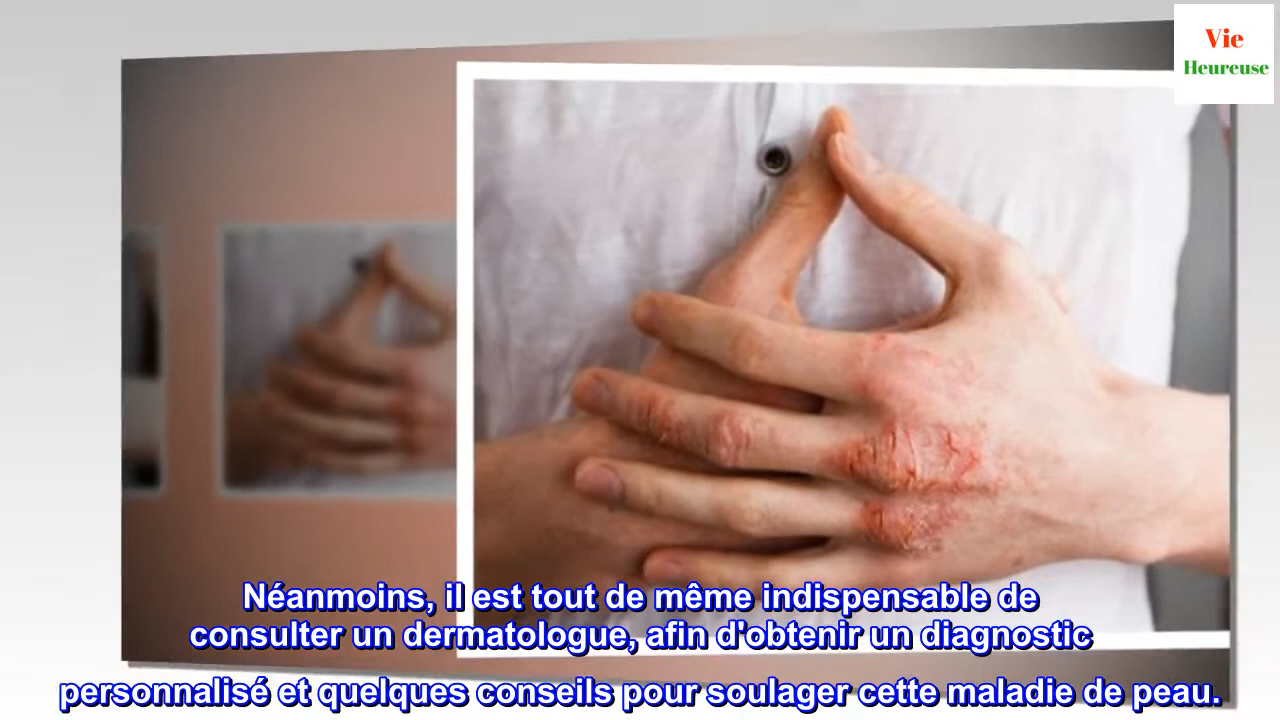 Vie
Heureuse
Néanmoins, il est tout de même indispensable de
consulter un dermatologue, afin d'obtenir un diagnostic
personnalisé et quelques conseils pour soulager cette maladie de peau.